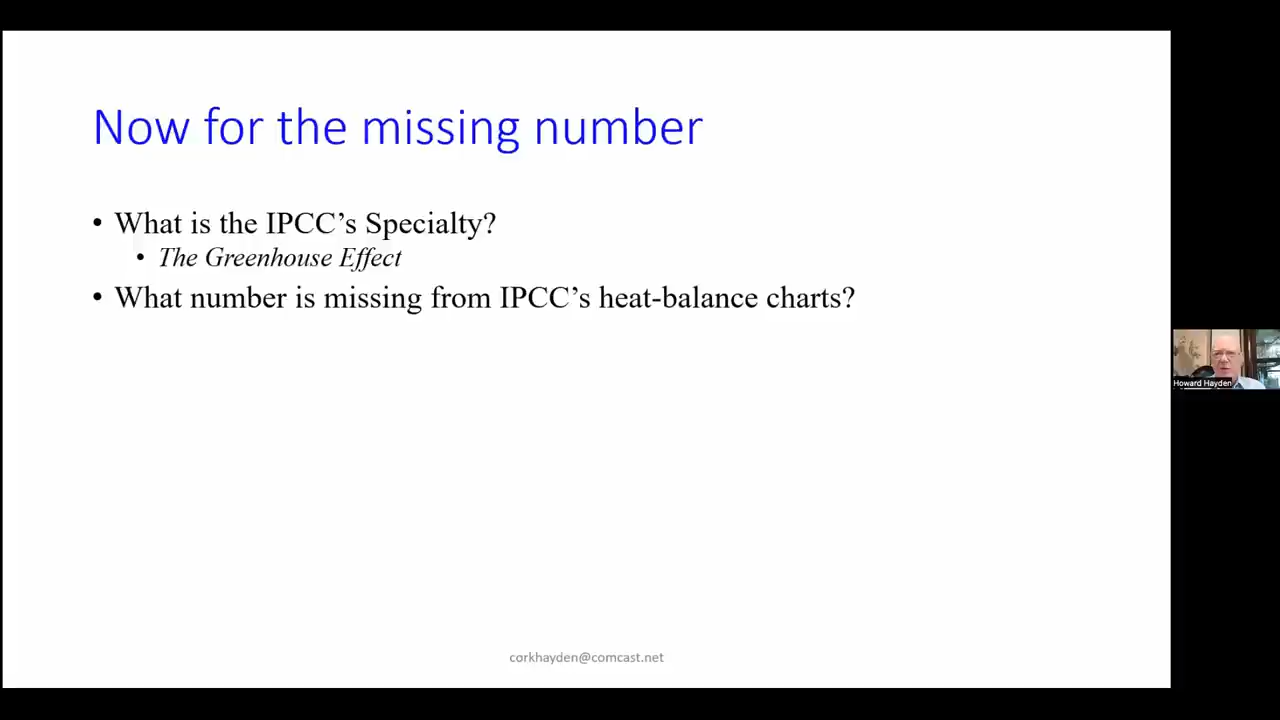 Now for the missing number
• What is the IPCC’s Specialty?
• The Greenhouse Effect
• What number is missing from IPCC’s heat-balance charts?
Howard Hayden
corkhayden@comcast.net